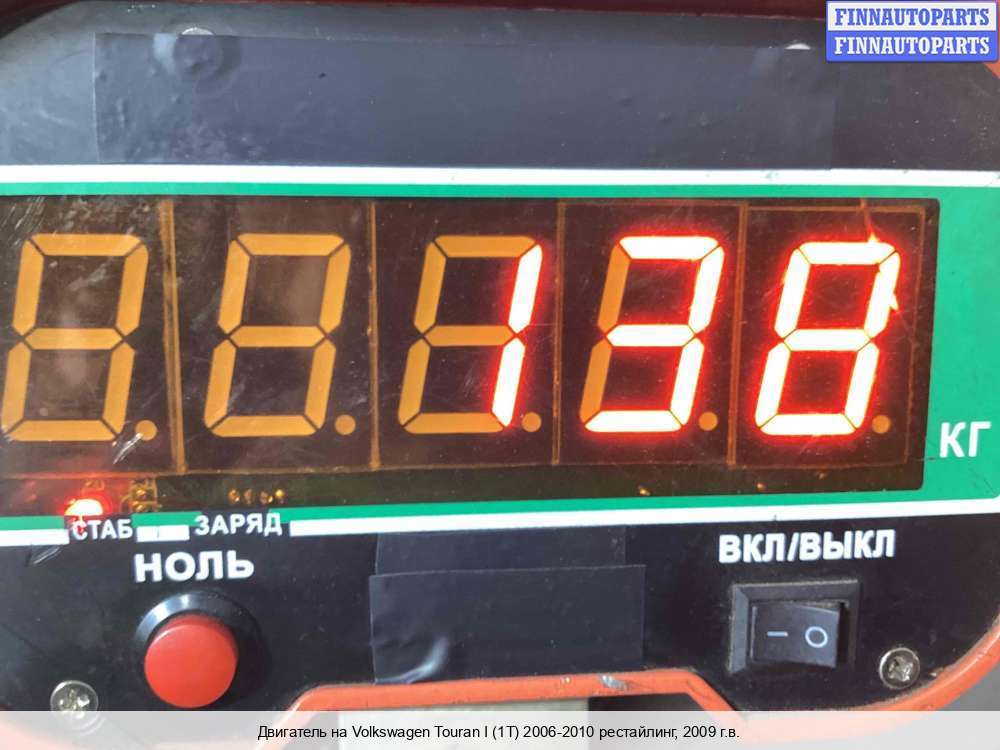 FINNAUTOPARTS
FINNAUTOPARTS
138
КГ
СТАБ
ЗАРЯД
НОЛЬ
ВКЛ/ВЫКЛ
Двигатель на Volkswagen Touran I (1T) 2006-2010 рестайлинг, 2009 г.в.